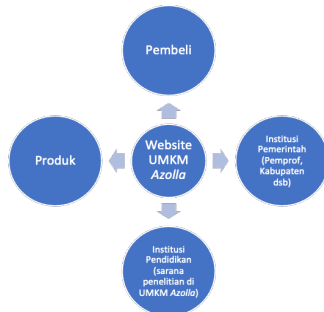 Pembeli
Produk
Website
UMKM
Azolla
Institusi
Pemerintah
(Pemprof,
Kabupaten
dsb)
Institusi
Pendidikan
(sarana
penelitian di
UMKM Azolla)